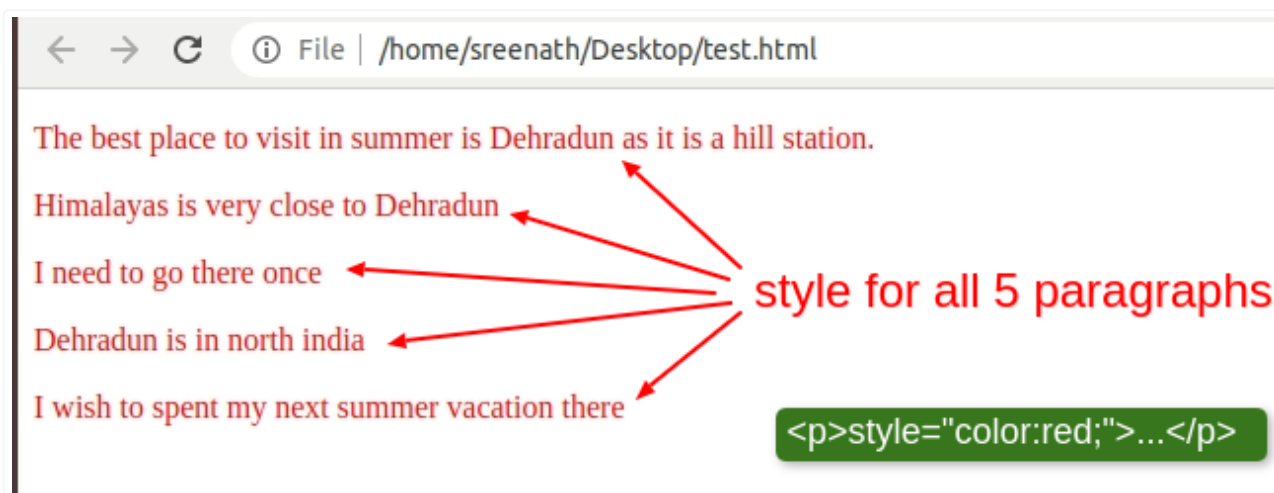 File | /home/sreenath/Desktop/test.html
The best place to visit in summer is Dehradun as it is a hill station.
Himalayas is very close to Dehradun
I need to go there once
style for all 5 paragraphs
Dehradun is in north india
I wish to spent my next summer vacation there
<p>style="color:red;">...</p>